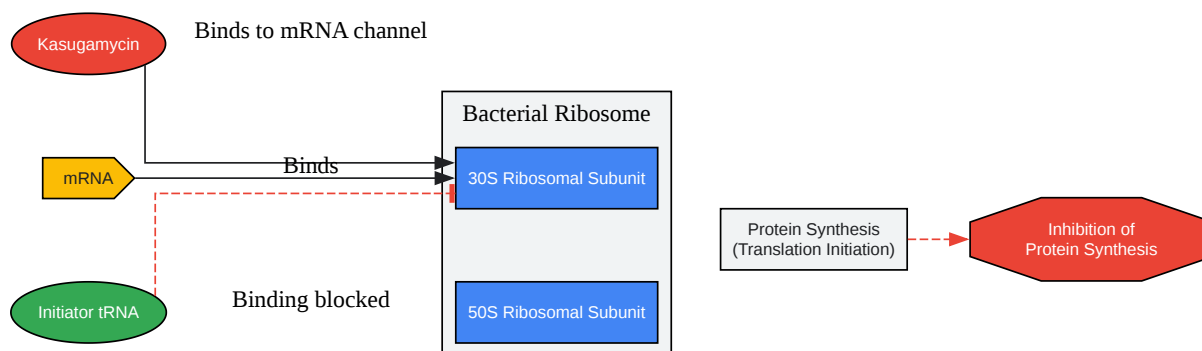 Kasugamycin
Binds to mRNA channel
Bacterial Ribosome
mRNA
Binds
30S Ribosomal Subunit
Protein Synthesis
(Translation Initiation)
Inhibition of
Protein Synthesis
Initiator tRNA
Binding blocked
50S Ribosomal Subunit